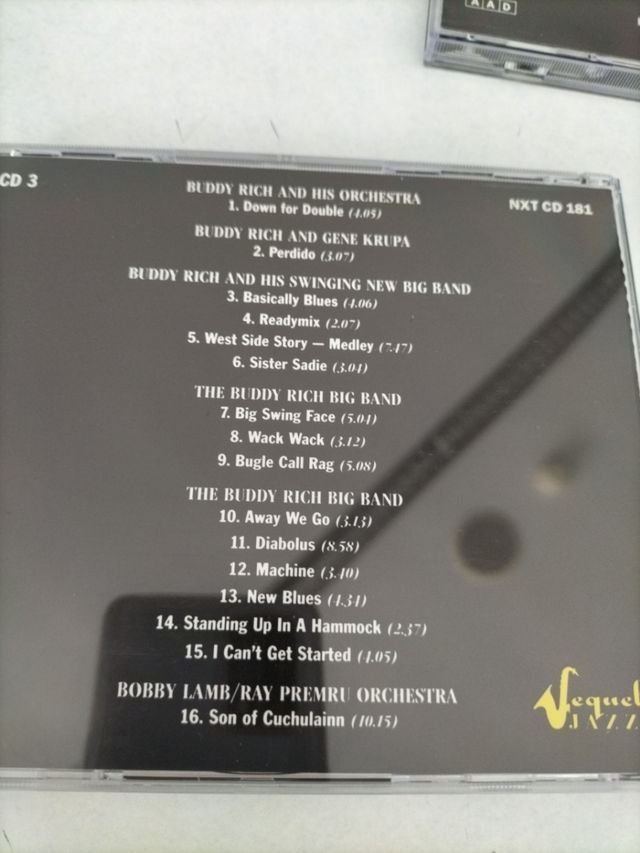 AAD
CD 3
NXT CD 181
BUDDY RICH AND HIS ORCHESTRA
1. Down for Double (4.05)
BUDDY RICH AND GENE KRUPA
2. Perdido (3.07)
BUDDY RICH AND HIS SWINGING NEW BIG BAND
3. Basically Blues (4.06)
4. Readymix (2.07)
5. West Side Story — Medley (7.47)
6. Sister Sadie (3.04)
THE BUDDY RICH BIG BAND
7. Big Swing Face (5.04)
8. Wack Wack (3.12)
9. Bugle Call Rag (5.08)
THE BUDDY RICH BIG BAND
10. Away We Go (3.13)
11. Diabolus (8.58)
12. Machine (3.40)
13. New Blues (4.34)
14. Standing Up In A Hammock (2.37)
15. I Can't Get Started (4.05)
BOBBY LAMB/RAY PREMRU ORCHESTRA
16. Son of Cuchulainn (10.15)
Sequel
JAZZ